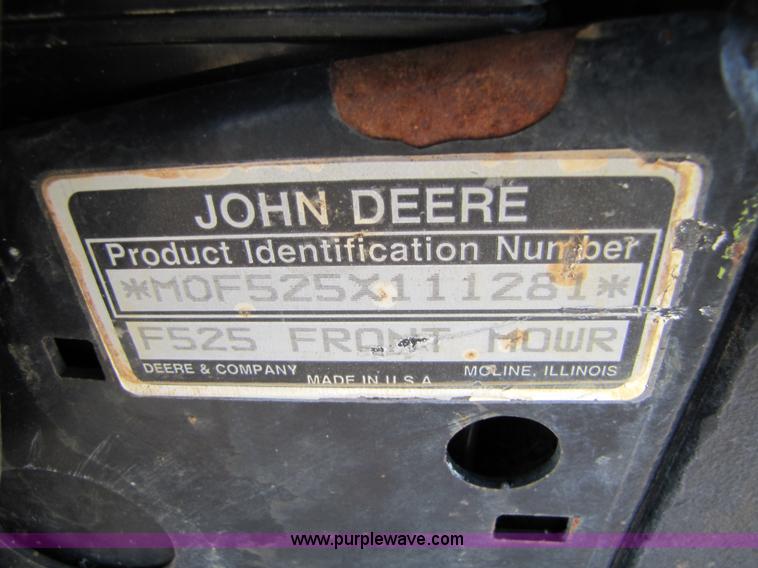 JOHN DEERE
Product Identification Number
*M0F525X111281*
F525 FRONT MOWR
DEERE & COMPANY MOLINE, ILLINOIS
MADE IN U.S.A
www.purplewave.com